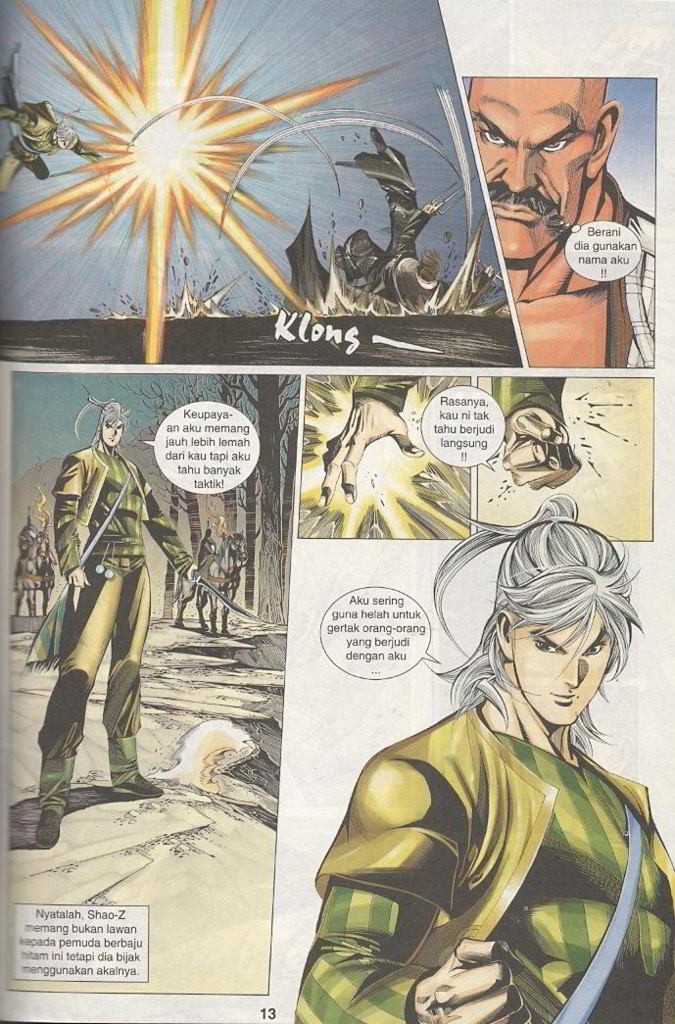 Berani
dia gunakan
nama aku
!!
Klong
Keupaya-
an aku memang
jauh lebih lemah
dari kau tapi aku
tahu banyak
taktik!
Rasanya,
kau ni tak
tahu berjudi
langsung
!!
Aku sering
guna helah untuk
gertak orang-orang
yang berjudi
dengan aku
...
Nyatalah, Shao-Z
memang bukan lawan
kepada pemuda berbaju
hitam ini tetapi dia bijak
menggunakan akalnya.
13